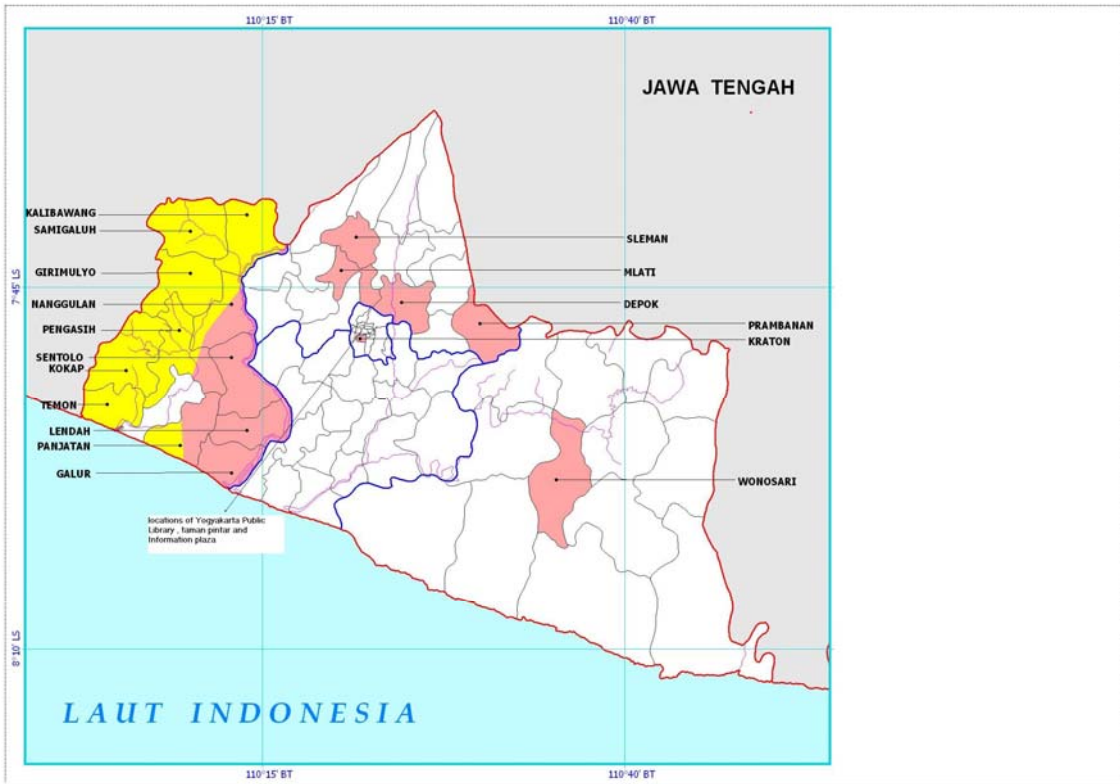 110°15' BT
110°40' BT
JAWA TENGAH
KALIBAWANG
SAMIGALUH
GIRIMULYO
NANGGULAN
PENGASIH
SENTOLO
KOKAP
TEMON
LENDAH
PANJATAN
GALUR
SLEMAN
MLATI
DEPOK
PRAMBANAN
KRATON
WONOSARI
7°45' LS
8°10' LS
locations of Yogyakarta Public
Library , taman pintar and
Information plaza
LAUT INDONESIA
110°15' BT
110°40' BT